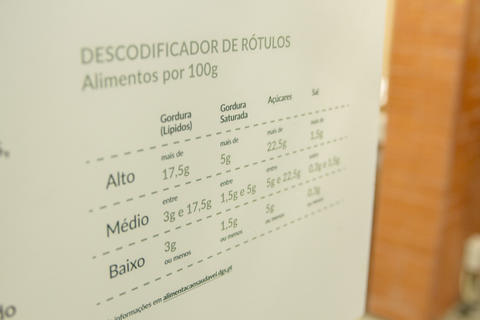 DESCODIFICADOR DE RÓTULOS
Alimentos por 100g
Gordura (Lípidos) Gordura Saturada Açúcares Sal
Alto mais de 17,5g mais de 5g mais de 22,5g mais de 1,5g
Médio entre 3g e 17,5g entre 1,5g e 5g entre 5g e 22,5g entre 0,3g e 1,5g
Baixo 3g ou menos 1,5g ou menos 5g ou menos 0,3g ou menos
informações em alimentacaosaudavel.dgs.pt